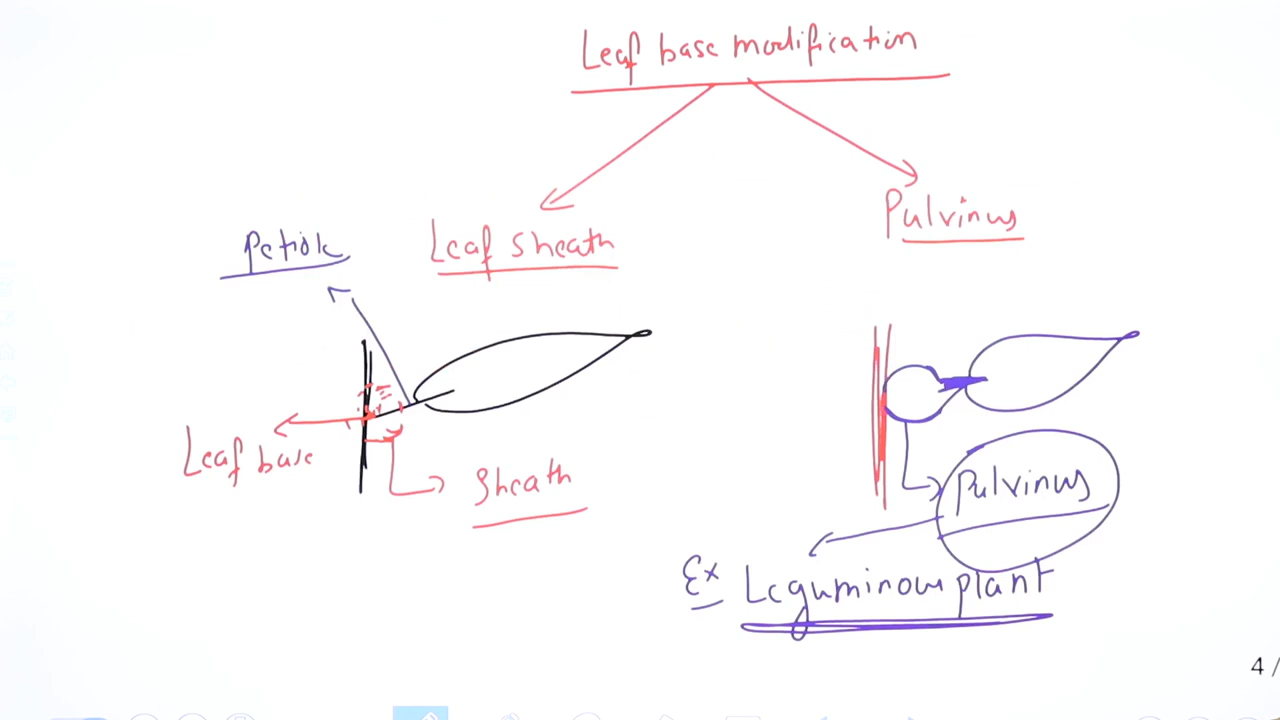 Leaf base modification
Pulvinus
Petiole
Leaf Sheath
Leaf base
Sheath
Pulvinus
Ex Leguminous plant
4 /